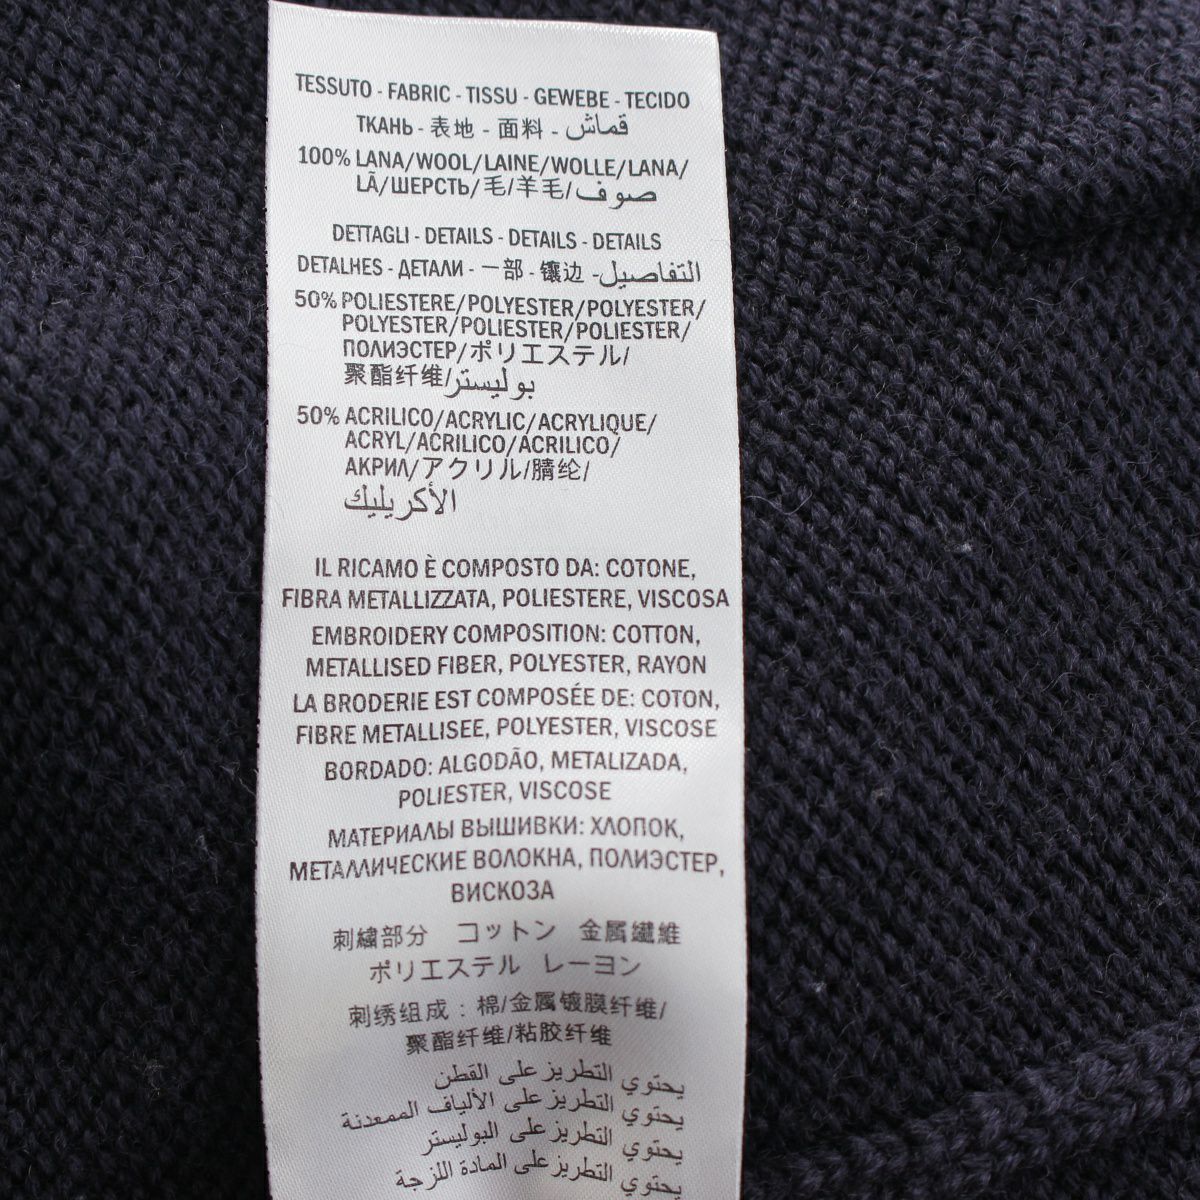 TESSUTO - FABRIC - TISSU - GEWEBE - TECIDO
ТКАНЬ - 表地 - 面料 - قماش
100% LANA/WOOL/LAINE/WOLLE/LANA/
LÃ/ШЕРСТЬ/毛/羊毛/صوف
DETTAGLI - DETAILS - DETAILS - DETAILS
DETALHES - ДЕТАЛИ - 一部 - 镶边 - التفاصيل
50% POLIESTERE/POLYESTER/POLYESTER/
POLYESTER/POLIESTER/POLIESTER/
ПОЛИЭСТЕР/ポリエステル/
聚酯纤维/بوليستر
50% ACRILICO/ACRYLIC/ACRYLIQUE/
ACRYL/ACRILICO/ACRILICO/
АКРИЛ/アクリル/腈纶/
الأكريليك
IL RICAMO È COMPOSTO DA: COTONE,
FIBRA METALLIZZATA, POLIESTERE, VISCOSA
EMBROIDERY COMPOSITION: COTTON,
METALLISED FIBER, POLYESTER, RAYON
LA BRODERIE EST COMPOSÉE DE: COTON,
FIBRE METALLISEE, POLYESTER, VISCOSE
BORDADO: ALGODÃO, METALIZADA,
POLIESTER, VISCOSE
МАТЕРИАЛЫ ВЫШИВКИ: ХЛОПОК,
МЕТАЛЛИЧЕСКИЕ ВОЛОКНА, ПОЛИЭСТЕР,
ВИСКОЗА
刺繍部分 コットン 金属繊維
ポリエステル レーヨン
刺绣组成：棉/金属镀膜纤维/
聚酯纤维/粘胶纤维
يحتوي التطريز على القطن
يحتوي التطريز على الألياف الممعدنة
يحتوي التطريز على البوليستر
يحتوي التطريز على المادة اللزجة